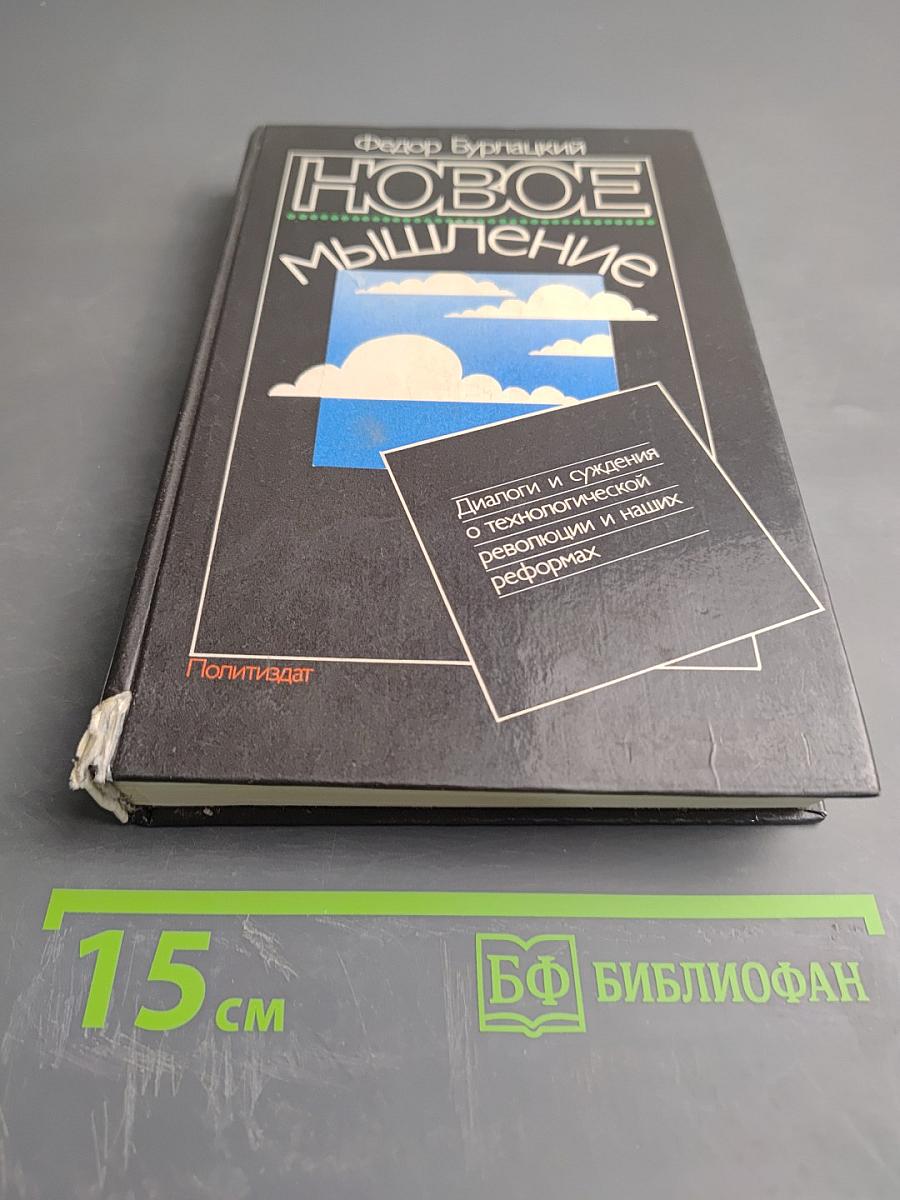 Федор Бурлацкий
НОВОЕ
мышление
Диалоги и суждения
о технологической
революции и наших
реформах
Политиздат
15 см
БФ БИБЛИОФАН